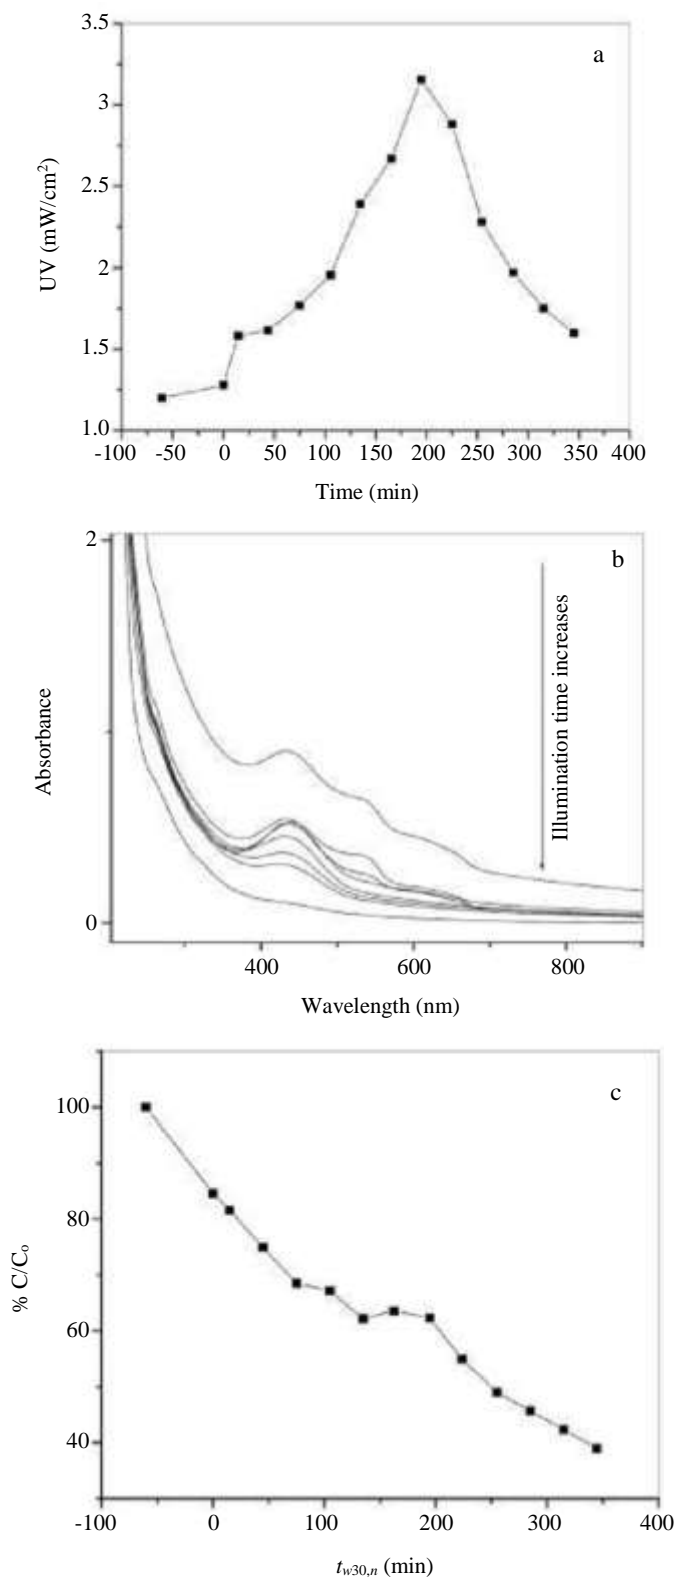 a
3.5
3
2.5
2
1.5
1.0
UV (mW/cm²)
-100 -50 0 50 100 150 200 250 300 350 400
Time (min)
b
2
0
Absorbance
Illumination time increases
400 600 800
Wavelength (nm)
c
100
80
60
40
% C/Cₒ
-100 0 100 200 300 400
tw30,n (min)